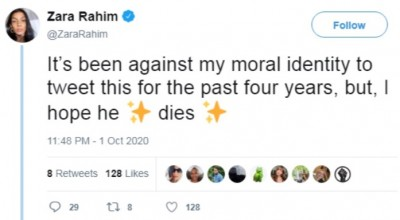 Zara Rahim
@ZaraRahim
Follow
It's been against my moral identity to
tweet this for the past four years, but, I
hope he ✨ dies ✨
11:48 PM - 1 Oct 2020
8 Retweets 128 Likes
29 8 128